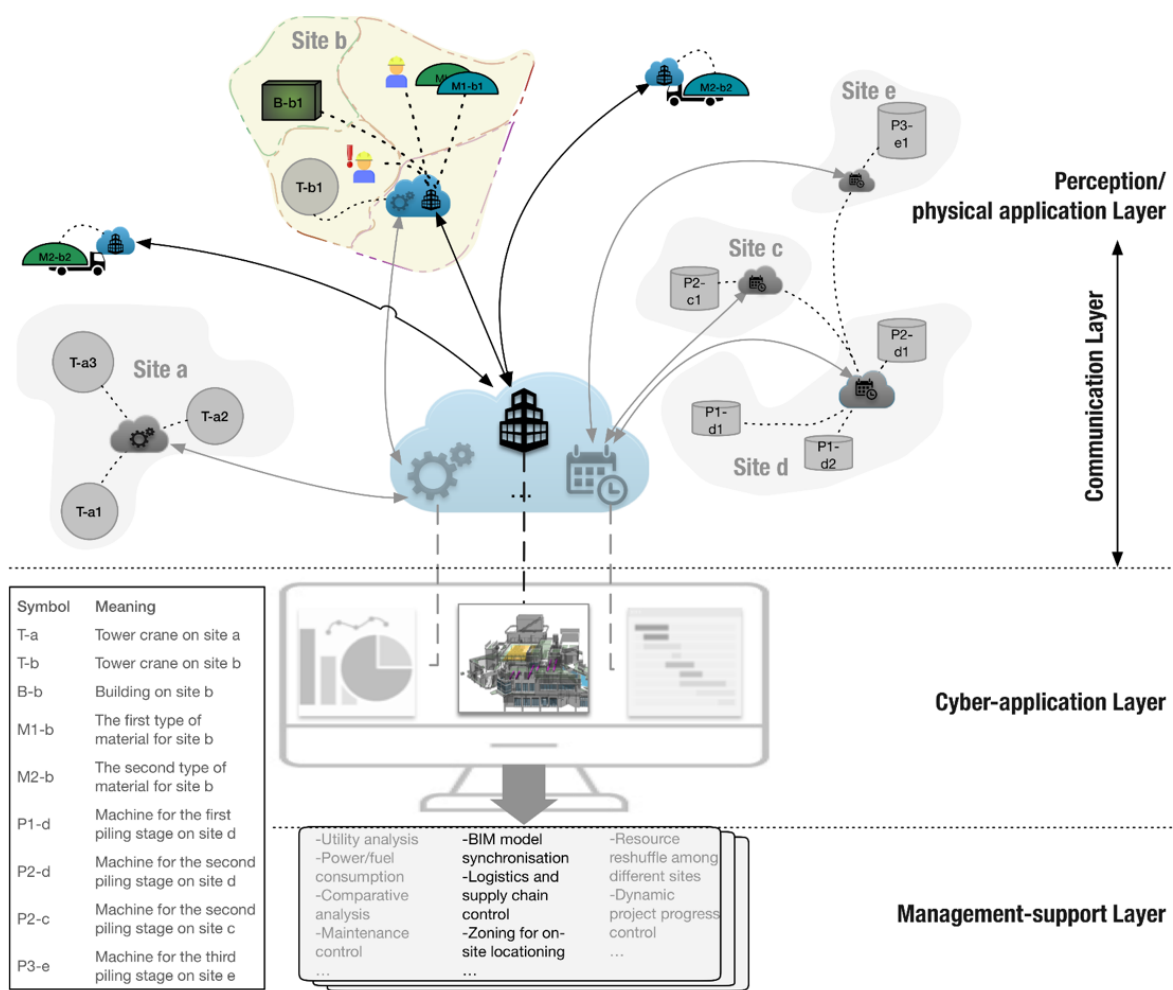 Site b
B-b1
M1-b1
T-b1
M2-b2
Site e
P3-
e1
Perception/
physical application Layer
M2-b2
Site c
P2-
c1
Communication Layer
T-a3
Site a
T-a2
T-a1
P2-
d1
P1-
d1
P1-
d2
Site d
...
Symbol Meaning
T-a Tower crane on site a
T-b Tower crane on site b
B-b Building on site b
M1-b The first type of
material for site b
M2-b The second type of
material for site b
P1-d Machine for the first
piling stage on site d
P2-d Machine for the second
piling stage on site d
P2-c Machine for the second
piling stage on site c
P3-e Machine for the third
piling stage on site e
Cyber-application Layer
-Utility analysis
-Power/fuel
consumption
-Comparative
analysis
-Maintenance
control
...
-BIM model
synchronisation
-Logistics and
supply chain
control
-Zoning for on-
site locationing
...
-Resource
reshuffle among
different sites
-Dynamic
project progress
control
...
Management-support Layer